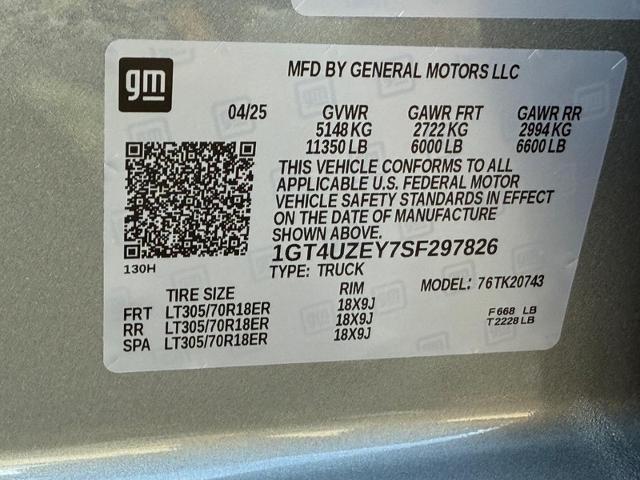 gm
MFD BY GENERAL MOTORS LLC
04/25 GVWR GAWR FRT GAWR RR
5148 KG 2722 KG 2994 KG
11350 LB 6000 LB 6600 LB
THIS VEHICLE CONFORMS TO ALL
APPLICABLE U.S. FEDERAL MOTOR
VEHICLE SAFETY STANDARDS IN EFFECT
ON THE DATE OF MANUFACTURE
SHOWN ABOVE.
1GT4UZEY7SF297826
130H
TYPE: TRUCK MODEL: 76TK20743
TIRE SIZE RIM
FRT LT305/70R18ER 18X9J
RR LT305/70R18ER 18X9J
SPA LT305/70R18ER 18X9J
F 668 LB
T 2228 LB